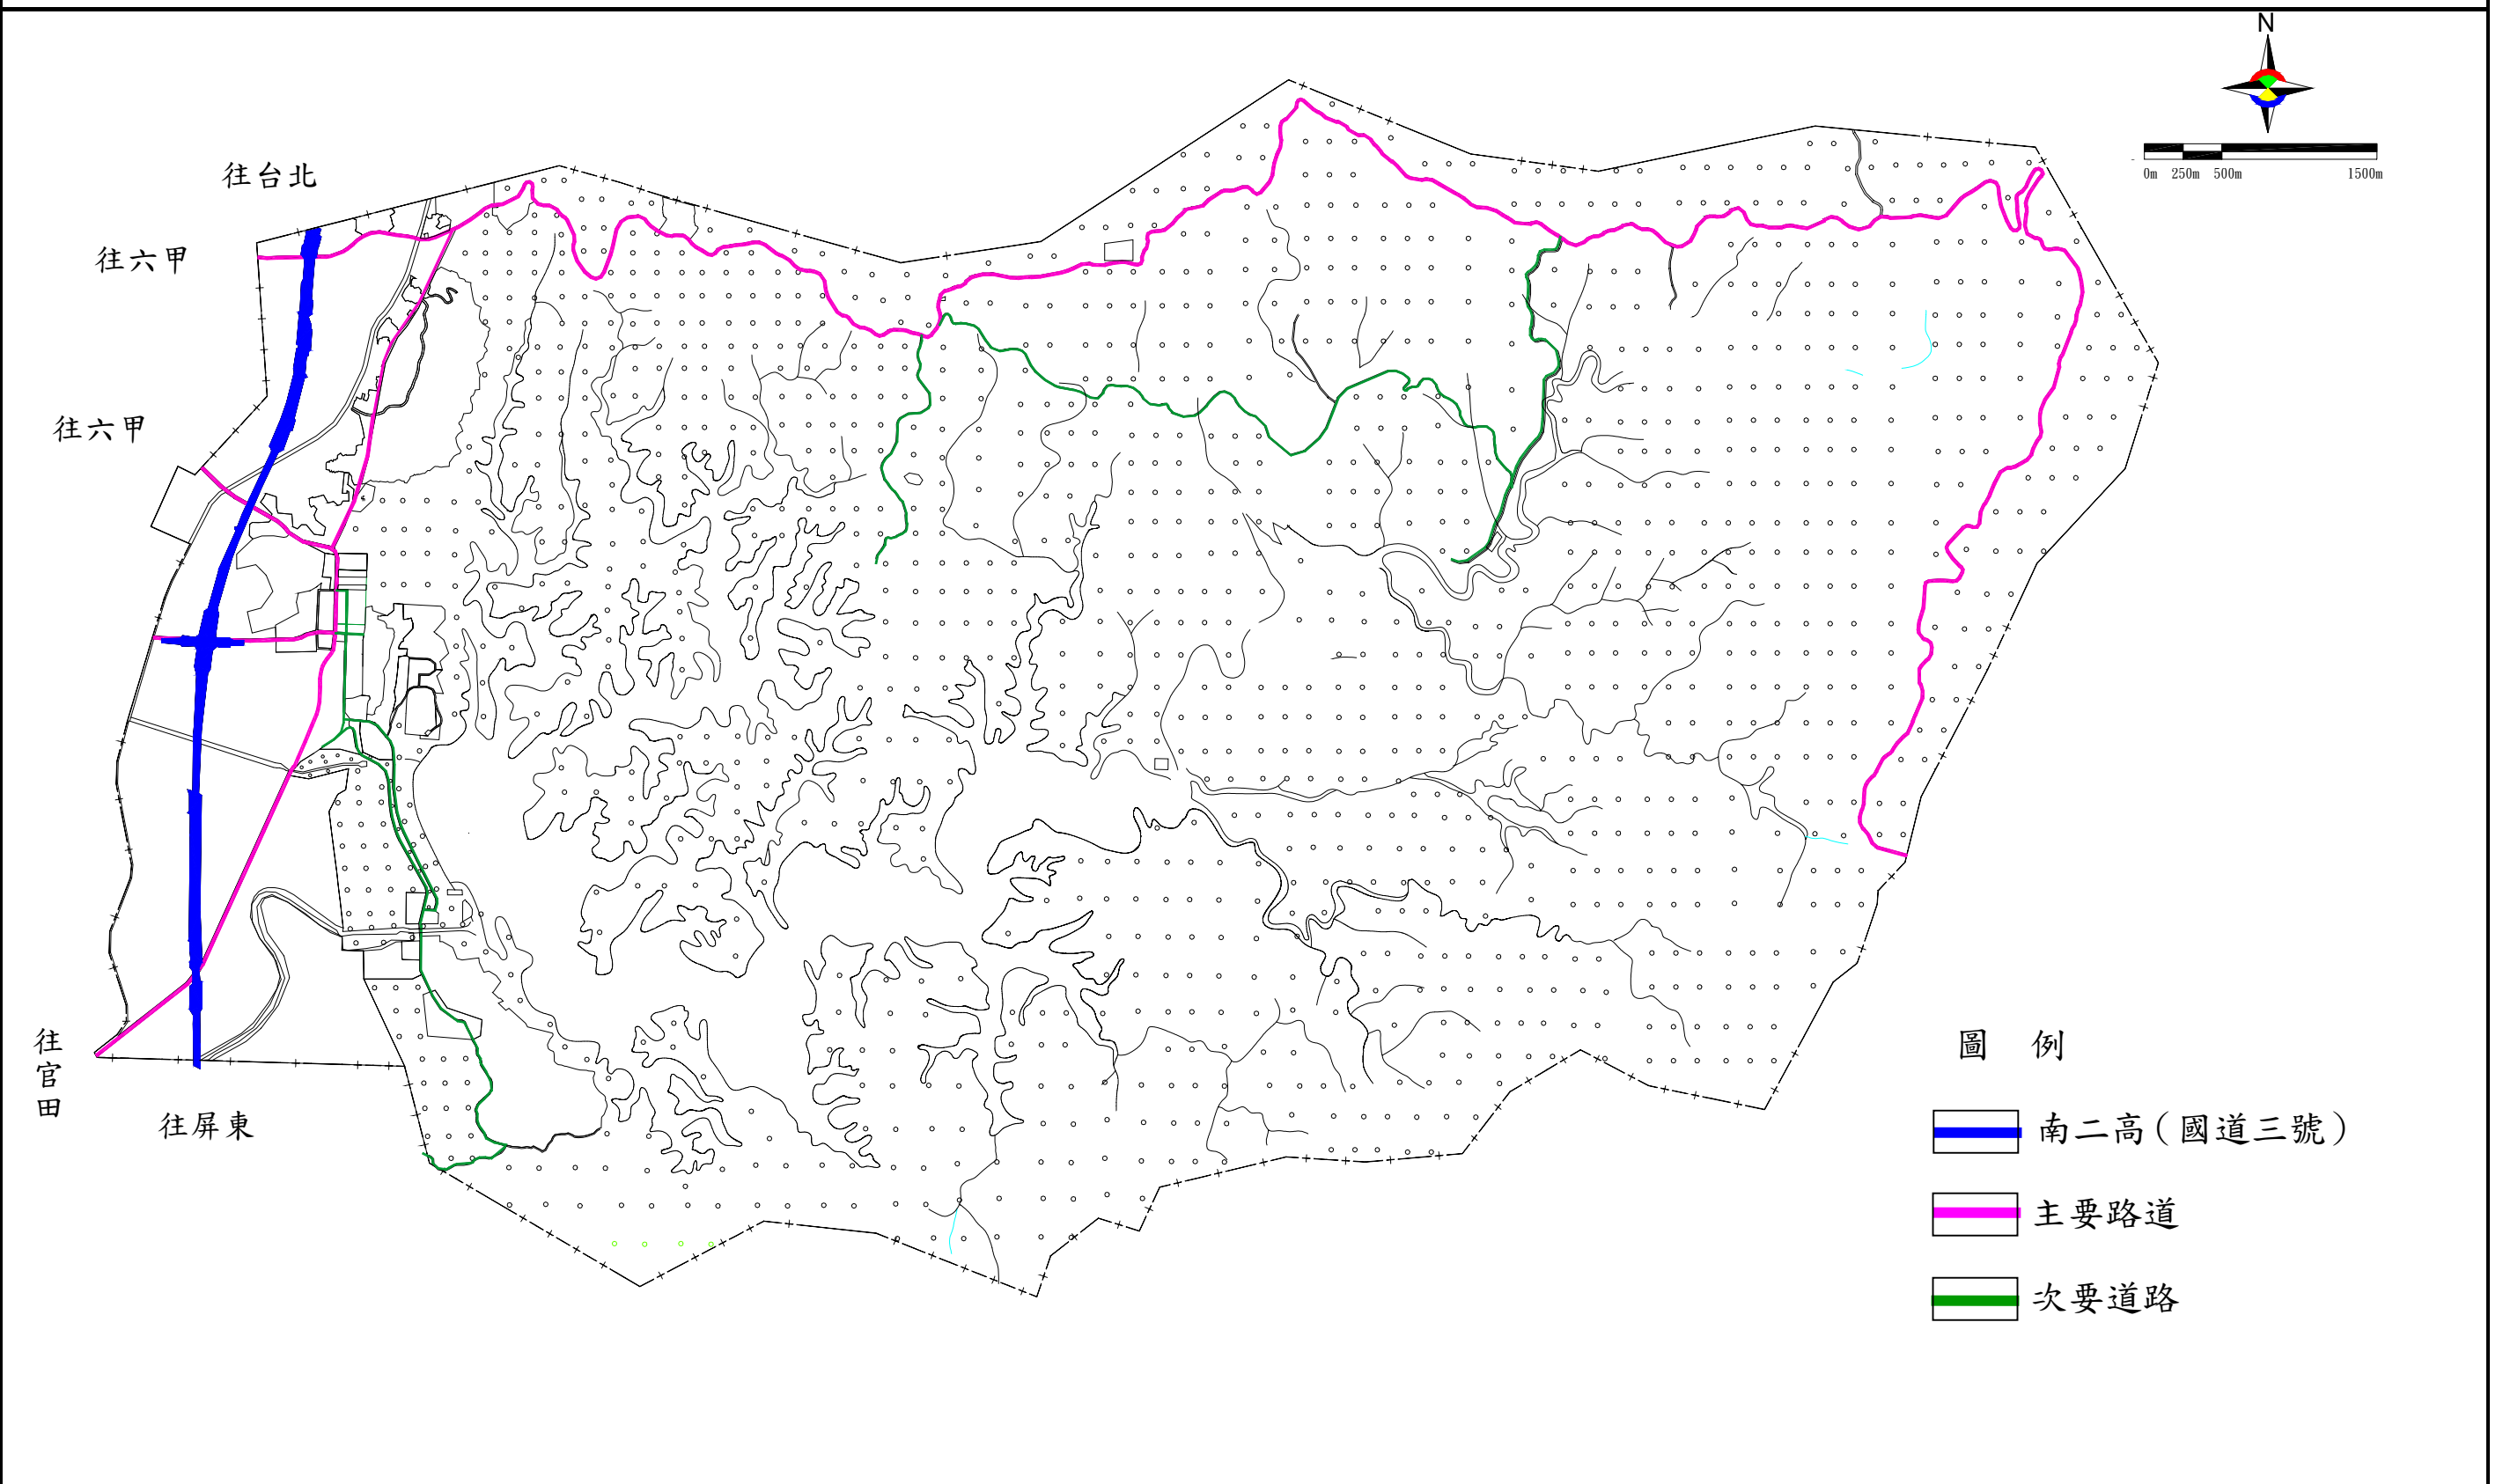 N
0m 250m 500m 1500m
往台北
往六甲
往六甲
往官田
往屏東
圖 例
南二高(國道三號)
主要路道
次要道路